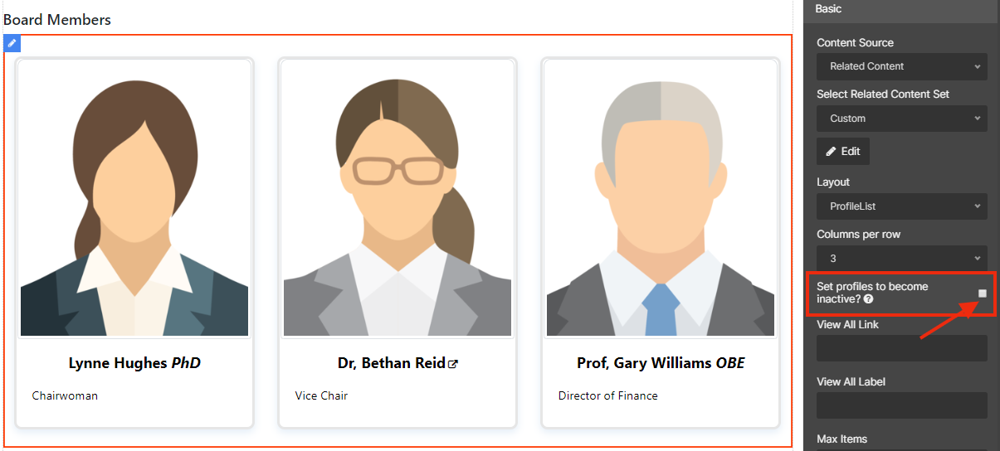 Board Members
Lynne Hughes PhD
Chairwoman
Dr, Bethan Reid
Vice Chair
Prof, Gary Williams OBE
Director of Finance
Basic
Content Source
Related Content
Select Related Content Set
Custom
Edit
Layout
ProfileList
Columns per row
3
Set profiles to become
inactive?
View All Link
View All Label
Max Items